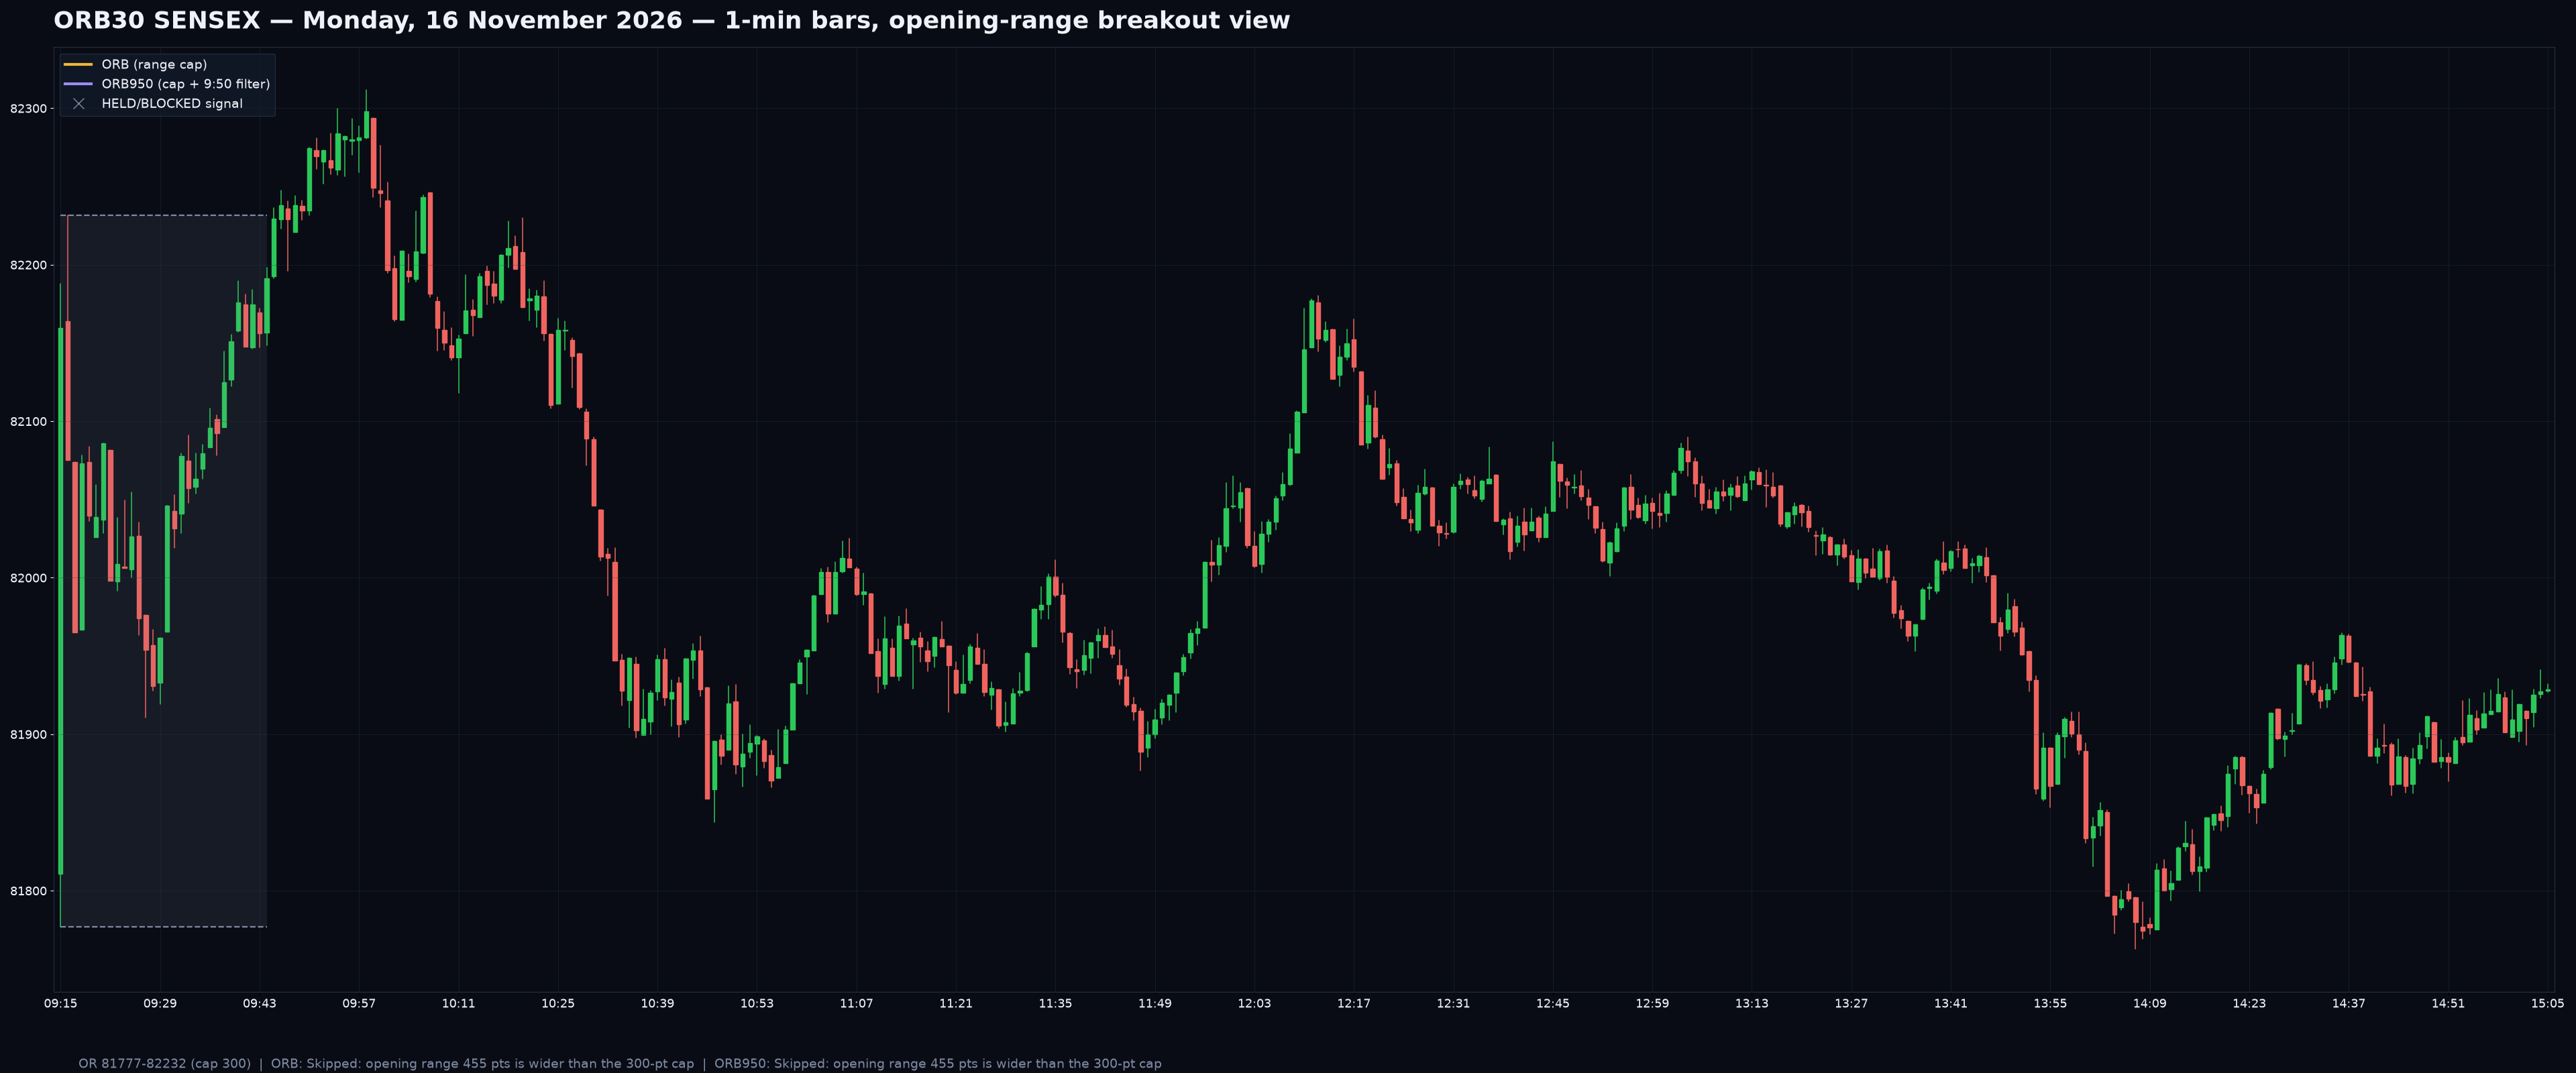 ORB30 SENSEX — Monday, 16 November 2026 — 1-min bars, opening-range breakout view
ORB (range cap)
ORB950 (cap + 9:50 filter)
HELD/BLOCKED signal
82300
82200
82100
82000
81900
81800
09:15 09:29 09:43 09:57 10:11 10:25 10:39 10:53 11:07 11:21 11:35 11:49 12:03 12:17 12:31 12:45 12:59 13:13 13:27 13:41 13:55 14:09 14:23 14:37 14:51 15:05
OR 81777-82232 (cap 300) | ORB: Skipped: opening range 455 pts is wider than the 300-pt cap | ORB950: Skipped: opening range 455 pts is wider than the 300-pt cap